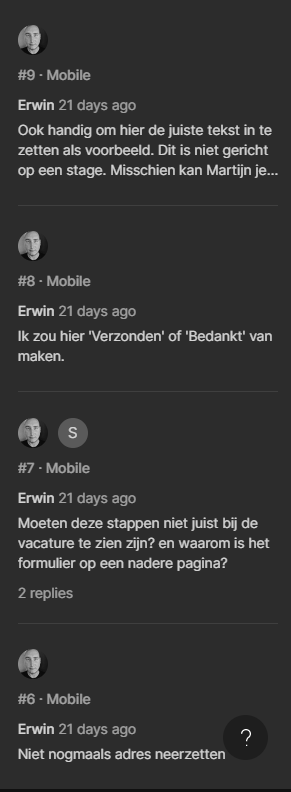 #9 · Mobile
Erwin 21 days ago
Ook handig om hier de juiste tekst in te
zetten als voorbeeld. Dit is niet gericht
op een stage. Misschien kan Martijn je...
#8 · Mobile
Erwin 21 days ago
Ik zou hier 'Verzonden' of 'Bedankt' van
maken.
S
#7 · Mobile
Erwin 21 days ago
Moeten deze stappen niet juist bij de
vacature te zien zijn? en waarom is het
formulier op een nadere pagina?
2 replies
#6 · Mobile
Erwin 21 days ago
Niet nogmaals adres neerzetten
?